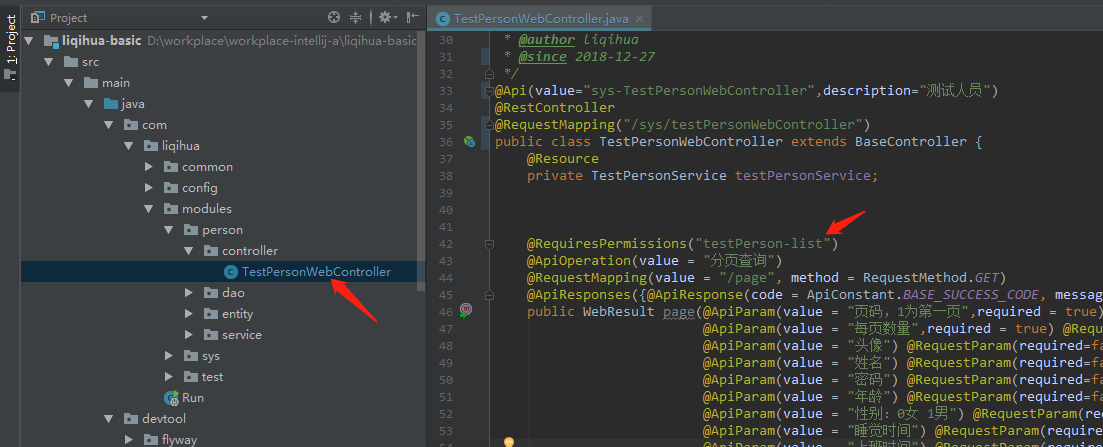 1: Project
Project
liqihua-basic D:\workplace\workplace-intellij-a\liqihua-basic
src
main
java
com
liqihua
common
config
modules
person
controller
TestPersonWebController
dao
entity
service
sys
test
Run
devtool
flyway
TestPersonWebController.java
30 * @author liqihua
31 * @since 2018-12-27
32 */
33 @Api(value="sys-TestPersonWebController",description="测试人员")
34 @RestController
35 @RequestMapping("/sys/testPersonWebController")
36 public class TestPersonWebController extends BaseController {
37 @Resource
38 private TestPersonService testPersonService;
39
40
41
42 @RequiresPermissions("testPerson-list")
43 @ApiOperation(value = "分页查询")
44 @RequestMapping(value = "/page", method = RequestMethod.GET)
45 @ApiResponses({@ApiResponse(code = ApiConstant.BASE_SUCCESS_CODE, messag
46 public WebResult page(@ApiParam(value = "页码，1为第一页",required = true)
47 @ApiParam(value = "每页数量",required = true) @Requ
48 @ApiParam(value = "头像") @RequestParam(required=fa
49 @ApiParam(value = "姓名") @RequestParam(required=fa
50 @ApiParam(value = "密码") @RequestParam(required=fa
51 @ApiParam(value = "年龄") @RequestParam(required=fa
52 @ApiParam(value = "性别：0女 1男") @RequestParam(re
53 @ApiParam(value = "睡觉时间") @RequestParam(requir
@ApiParam(value = "上班时间") @RequestParam(requir